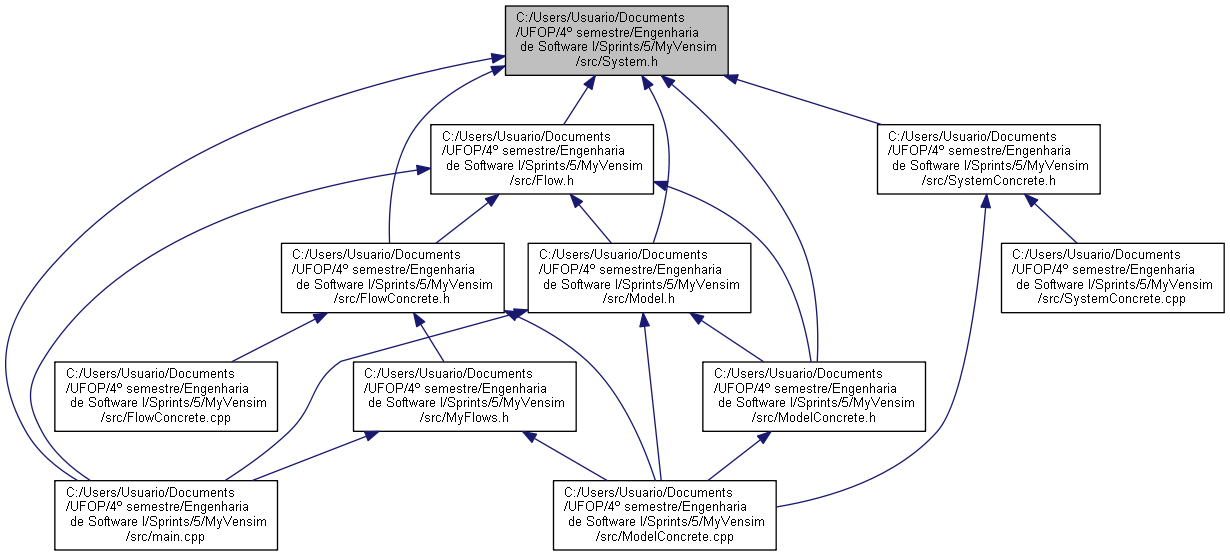 C:/Users/Usuario/Documents
/UFOP/4º semestre/Engenharia
de Software I/Sprints/5/MyVensim
/src/System.h
C:/Users/Usuario/Documents
/UFOP/4º semestre/Engenharia
de Software I/Sprints/5/MyVensim
/src/Flow.h
C:/Users/Usuario/Documents
/UFOP/4º semestre/Engenharia
de Software I/Sprints/5/MyVensim
/src/SystemConcrete.h
C:/Users/Usuario/Documents
/UFOP/4º semestre/Engenharia
de Software I/Sprints/5/MyVensim
/src/FlowConcrete.h
C:/Users/Usuario/Documents
/UFOP/4º semestre/Engenharia
de Software I/Sprints/5/MyVensim
/src/Model.h
C:/Users/Usuario/Documents
/UFOP/4º semestre/Engenharia
de Software I/Sprints/5/MyVensim
/src/SystemConcrete.cpp
C:/Users/Usuario/Documents
/UFOP/4º semestre/Engenharia
de Software I/Sprints/5/MyVensim
/src/FlowConcrete.cpp
C:/Users/Usuario/Documents
/UFOP/4º semestre/Engenharia
de Software I/Sprints/5/MyVensim
/src/MyFlows.h
C:/Users/Usuario/Documents
/UFOP/4º semestre/Engenharia
de Software I/Sprints/5/MyVensim
/src/ModelConcrete.h
C:/Users/Usuario/Documents
/UFOP/4º semestre/Engenharia
de Software I/Sprints/5/MyVensim
/src/main.cpp
C:/Users/Usuario/Documents
/UFOP/4º semestre/Engenharia
de Software I/Sprints/5/MyVensim
/src/ModelConcrete.cpp